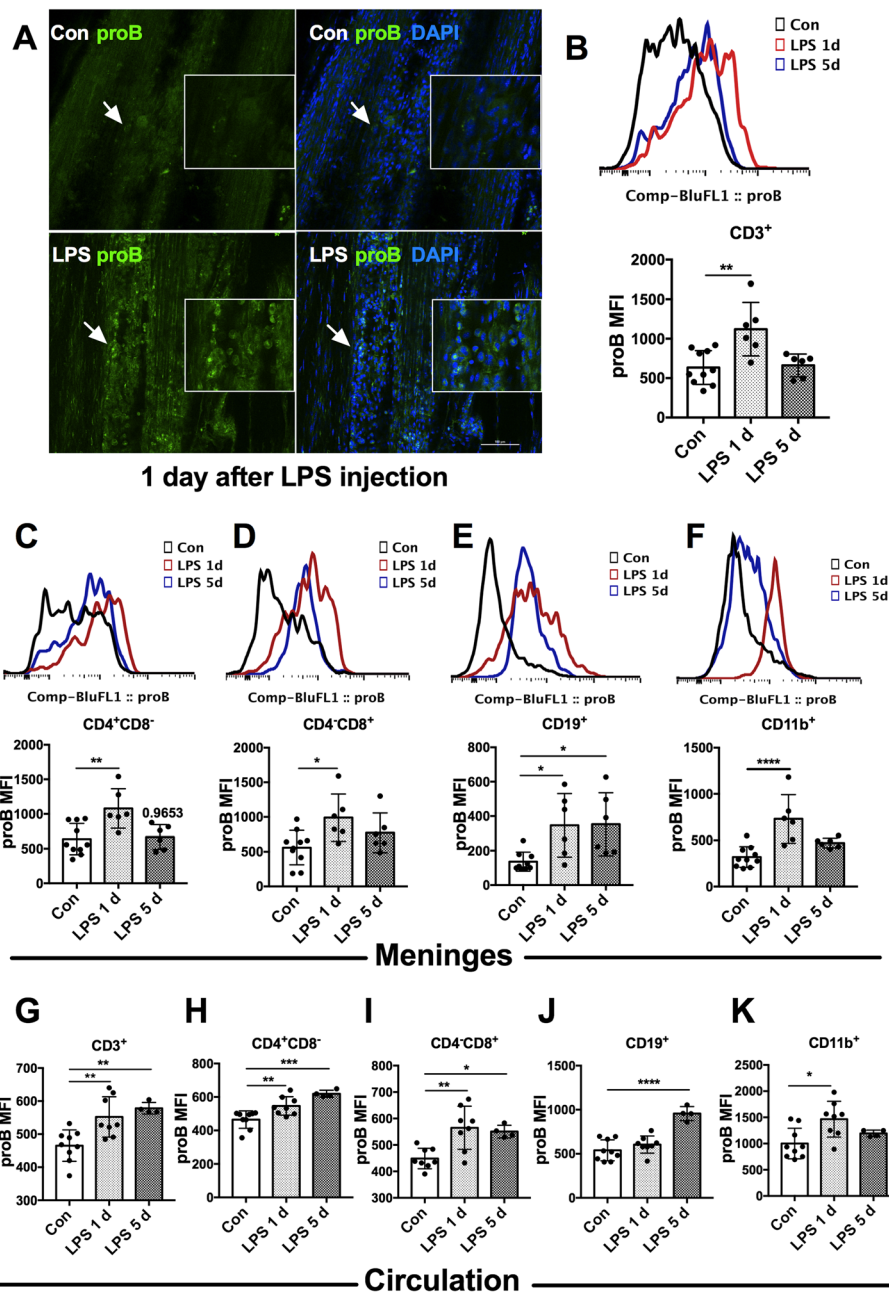 A
Con proB
Con proB DAPI
LPS proB
LPS proB DAPI
1 day after LPS injection
B
Con
LPS 1d
LPS 5d
Comp-BluFL1 :: proB
CD3+
**
proB MFI
2000
1500
1000
500
0
Con
LPS 1 d
LPS 5 d
C
Con
LPS 1d
LPS 5d
Comp-BluFL1 :: proB
CD4+CD8-
**
0.9653
proB MFI
2000
1500
1000
500
0
Con
LPS 1 d
LPS 5 d
D
Con
LPS 1d
LPS 5d
Comp-BluFL1 :: proB
CD4-CD8+
*
proB MFI
2000
1500
1000
500
0
Con
LPS 1 d
LPS 5 d
E
Con
LPS 1d
LPS 5d
Comp-BluFL1 :: proB
CD19+
*
*
proB MFI
800
600
400
200
0
Con
LPS 1 d
LPS 5 d
F
Con
LPS 1d
LPS 5d
Comp-BluFL1 :: proB
CD11b+
****
proB MFI
1500
1000
500
0
Con
LPS 1 d
LPS 5 d
Meninges
G
CD3+
**
**
proB MFI
700
600
500
400
300
Con
LPS 1 d
LPS 5 d
H
CD4+CD8-
***
**
proB MFI
800
600
400
200
0
Con
LPS 1 d
LPS 5 d
I
CD4-CD8+
*
**
proB MFI
800
700
600
500
400
300
Con
LPS 1 d
LPS 5 d
J
CD19+
****
proB MFI
1500
1000
500
0
Con
LPS 1 d
LPS 5 d
K
CD11b+
*
proB MFI
2500
2000
1500
1000
500
0
Con
LPS 1 d
LPS 5 d
Circulation